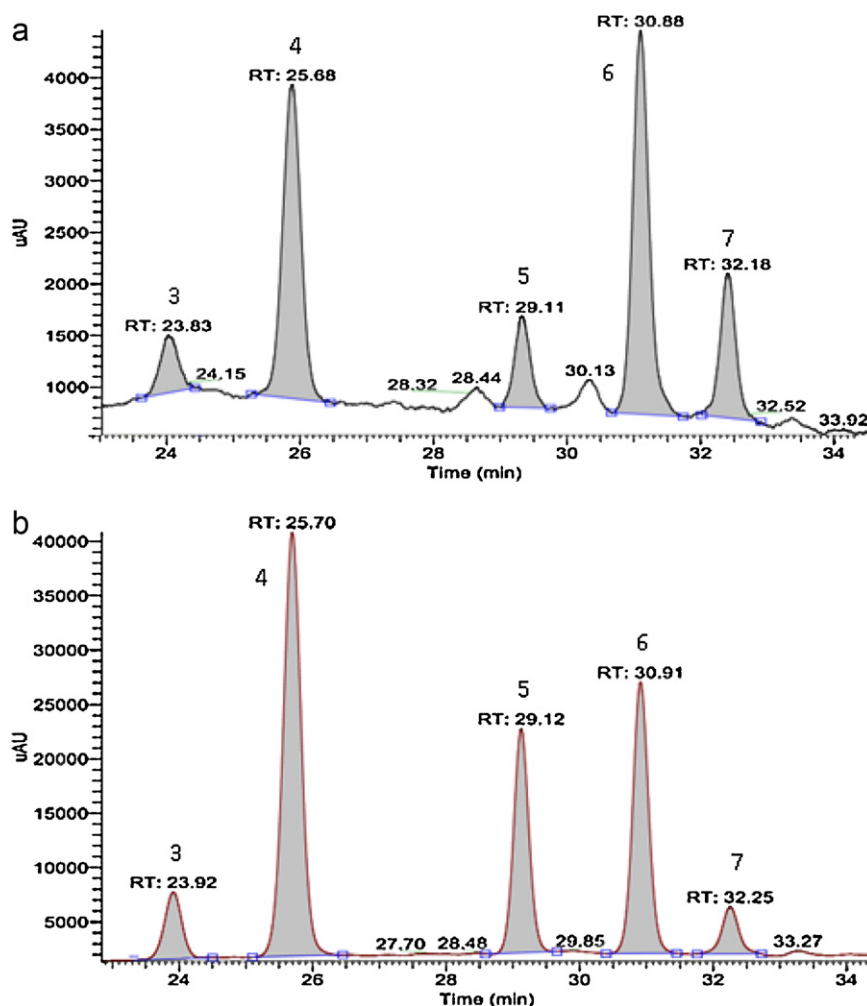 a
RT: 30.88
4
RT: 25.68
6
4000
3500
3000
7
RT: 32.18
2500
uAU
2000
5
3
RT: 29.11
RT: 23.83
1500
24.15
28.32
28.44
30.13
1000
32.52
33.92
24 26 28 30 32 34
Time (min)
b
RT: 25.70
40000
4
35000
6
30000
RT: 30.91
5
25000
RT: 29.12
uAU
20000
15000
3
7
10000
RT: 23.92
RT: 32.25
5000
27.70
28.48
29.85
33.27
24 26 28 30 32 34
Time (min)